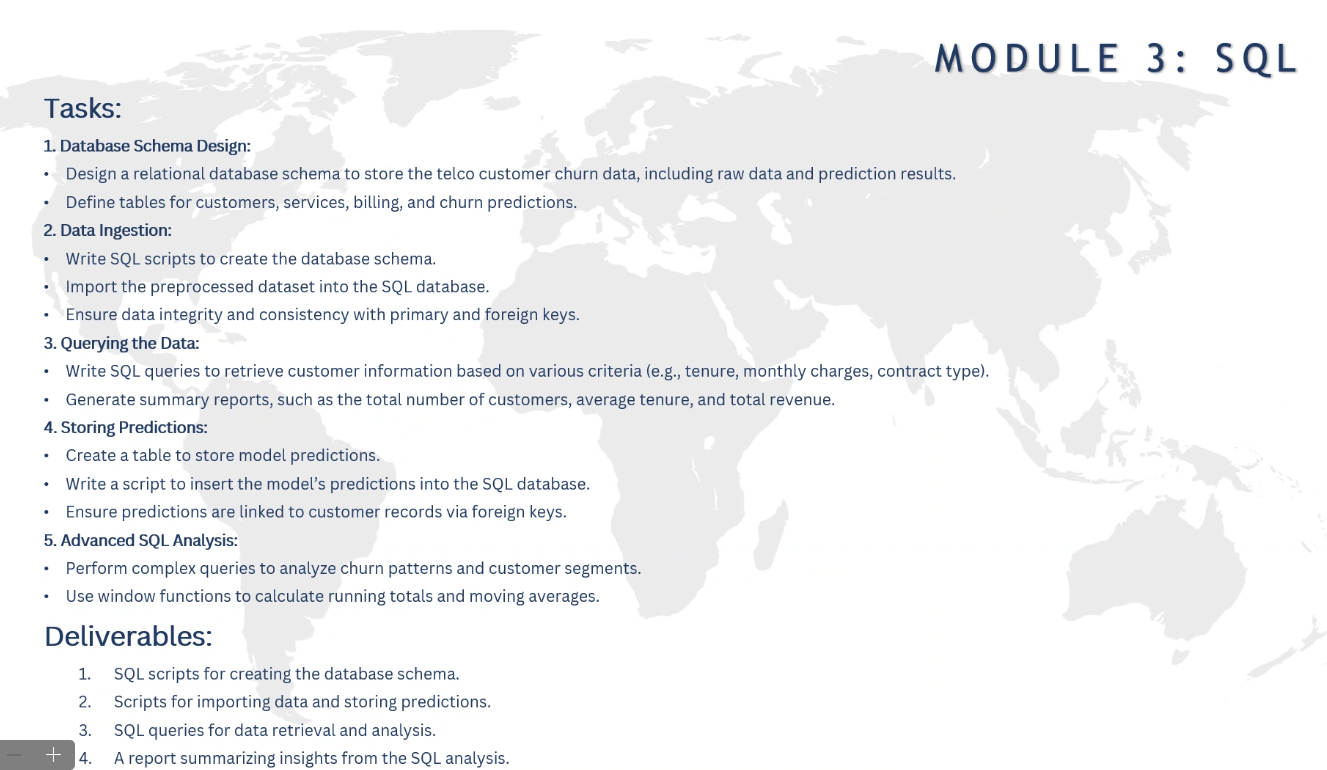 MODULE 3: SQL
Tasks:
1. Database Schema Design:
• Design a relational database schema to store the telco customer churn data, including raw data and prediction results.
• Define tables for customers, services, billing, and churn predictions.
2. Data Ingestion:
• Write SQL scripts to create the database schema.
• Import the preprocessed dataset into the SQL database.
• Ensure data integrity and consistency with primary and foreign keys.
3. Querying the Data:
• Write SQL queries to retrieve customer information based on various criteria (e.g., tenure, monthly charges, contract type).
• Generate summary reports, such as the total number of customers, average tenure, and total revenue.
4. Storing Predictions:
• Create a table to store model predictions.
• Write a script to insert the model’s predictions into the SQL database.
• Ensure predictions are linked to customer records via foreign keys.
5. Advanced SQL Analysis:
• Perform complex queries to analyze churn patterns and customer segments.
• Use window functions to calculate running totals and moving averages.
Deliverables:
1. SQL scripts for creating the database schema.
2. Scripts for importing data and storing predictions.
3. SQL queries for data retrieval and analysis.
4. A report summarizing insights from the SQL analysis.